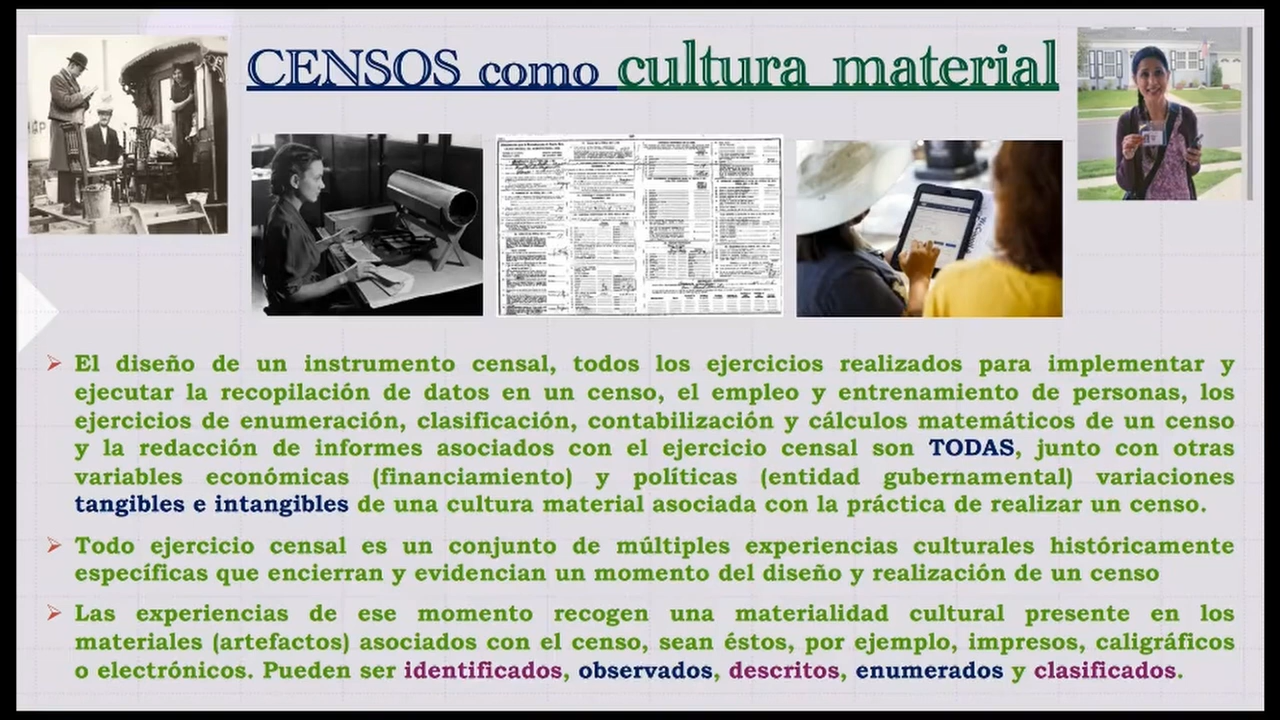 CENSOS como cultura material
El diseño de un instrumento censal, todos los ejercicios realizados para implementar y
ejecutar la recopilación de datos en un censo, el empleo y entrenamiento de personas, los
ejercicios de enumeración, clasificación, contabilización y cálculos matemáticos de un censo
y la redacción de informes asociados con el ejercicio censal son TODAS, junto con otras
variables económicas (financiamiento) y políticas (entidad gubernamental) variaciones
tangibles e intangibles de una cultura material asociada con la práctica de realizar un censo.
Todo ejercicio censal es un conjunto de múltiples experiencias culturales históricamente
específicas que encierran y evidencian un momento del diseño y realización de un censo
Las experiencias de ese momento recogen una materialidad cultural presente en los
materiales (artefactos) asociados con el censo, sean éstos, por ejemplo, impresos, caligráficos
o electrónicos. Pueden ser identificados, observados, descritos, enumerados y clasificados.